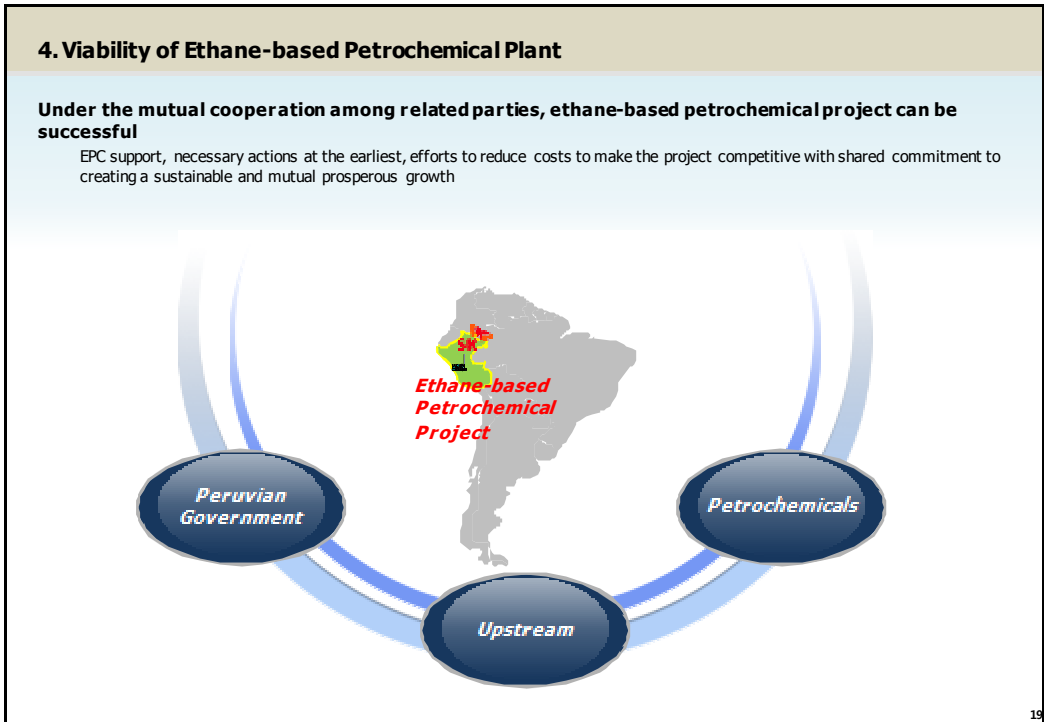 4. Viability of Ethane-based Petrochemical Plant
Under the mutual cooperation among related parties, ethane-based petrochemical project can be
successful
EPC support, necessary actions at the earliest, efforts to reduce costs to make the project competitive with shared commitment to
creating a sustainable and mutual prosperous growth
SK
Ethane-based
Petrochemical
Project
Peruvian
Government
Petrochemicals
Upstream
19